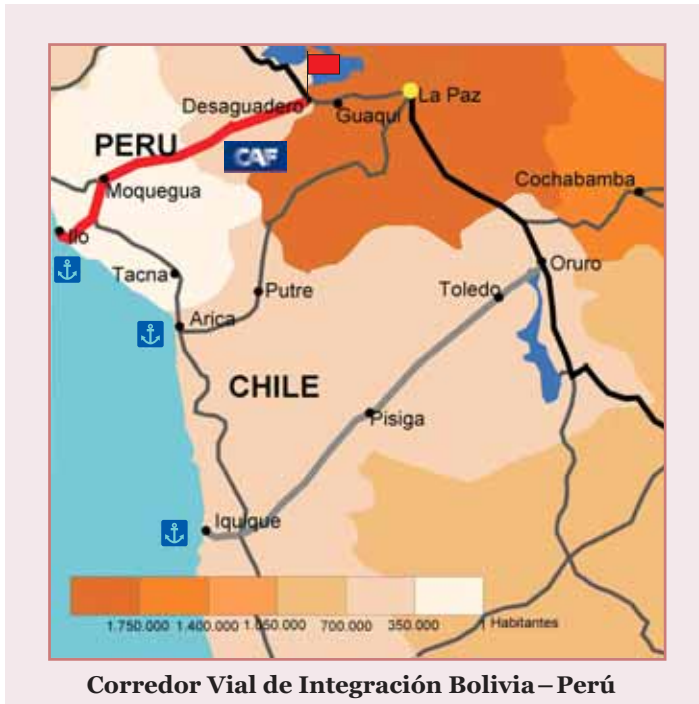 Desaguadero
Guaqui
La Paz
PERU
CAF
Moquegua
Cochabamba
Ilo
Tacna
Putre
Toledo
Oruro
Arica
CHILE
Pisiga
Iquique
1.750.000 1.400.000 1.050.000 700.000 350.000 1 Habitantes
Corredor Vial de Integración Bolivia – Perú